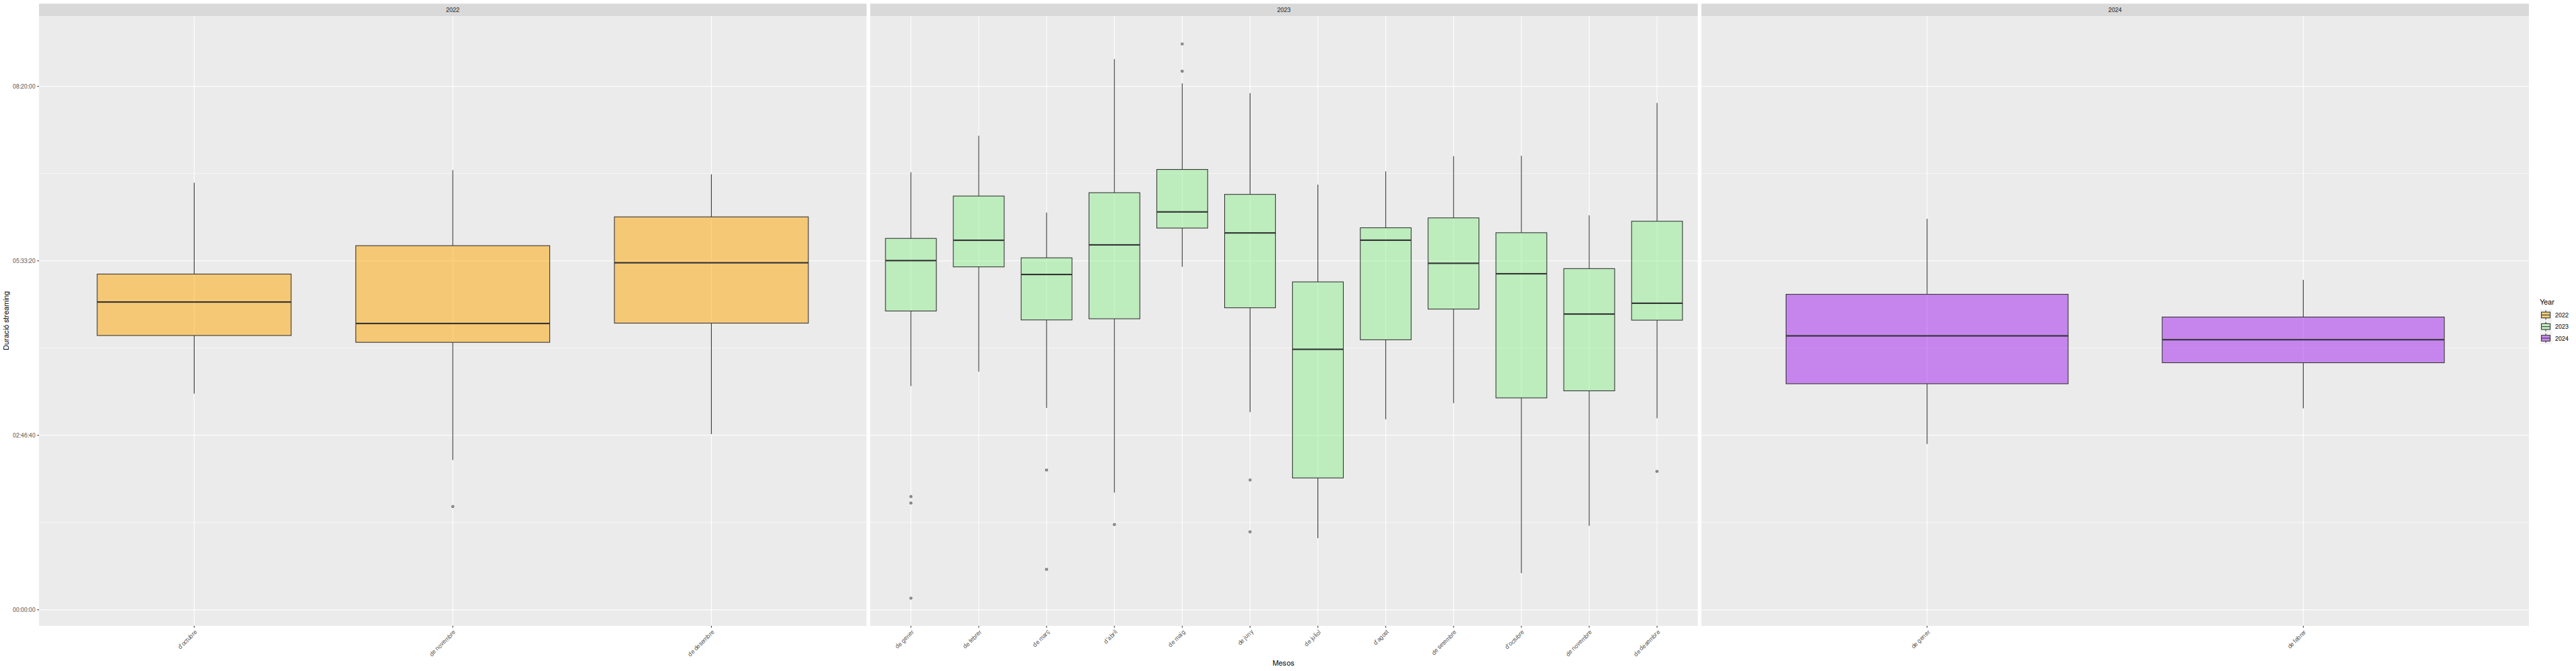 2022
2023
2024
08:20:00
05:33:20
02:46:40
00:00:00
Duració streaming
d'octubre
de novembre
de desembre
de gener
de febrer
de març
d'abril
de maig
de juny
de juliol
d'agost
de setembre
d'octubre
de novembre
de desembre
de gener
de febrer
Mesos
Year
2022
2023
2024